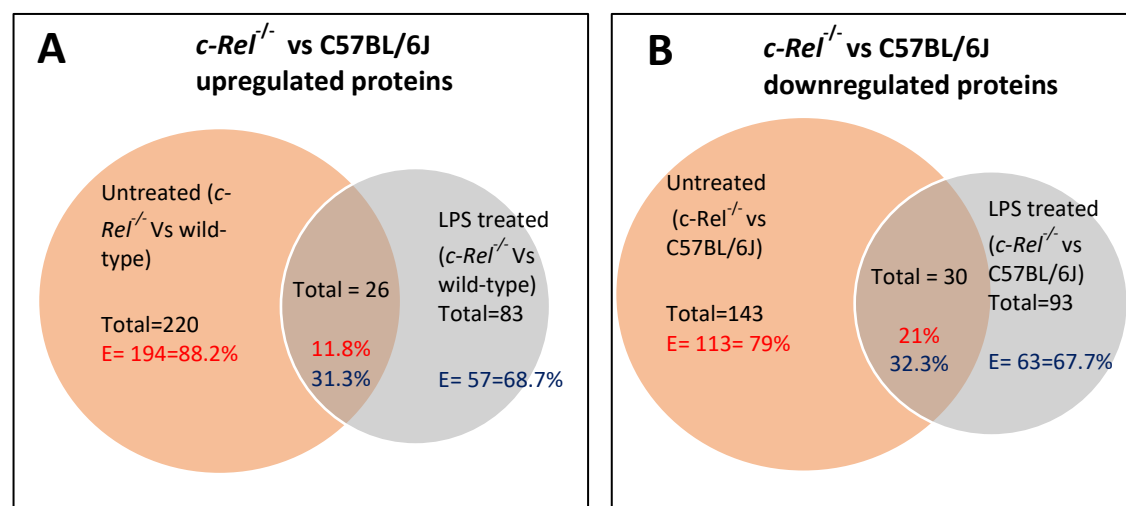 A
c-Rel-/- vs C57BL/6J
upregulated proteins
Untreated (c-
Rel-/- Vs wild-
type)
Total=220
E= 194=88.2%
Total = 26
11.8%
31.3%
LPS treated
(c-Rel-/- Vs
wild-type)
Total=83
E= 57=68.7%
B
c-Rel-/- vs C57BL/6J
downregulated proteins
Untreated
(c-Rel-/- vs
C57BL/6J)
Total=143
E= 113= 79%
Total = 30
21%
32.3%
LPS treated
(c-Rel-/- vs
C57BL/6J)
Total=93
E= 63=67.7%